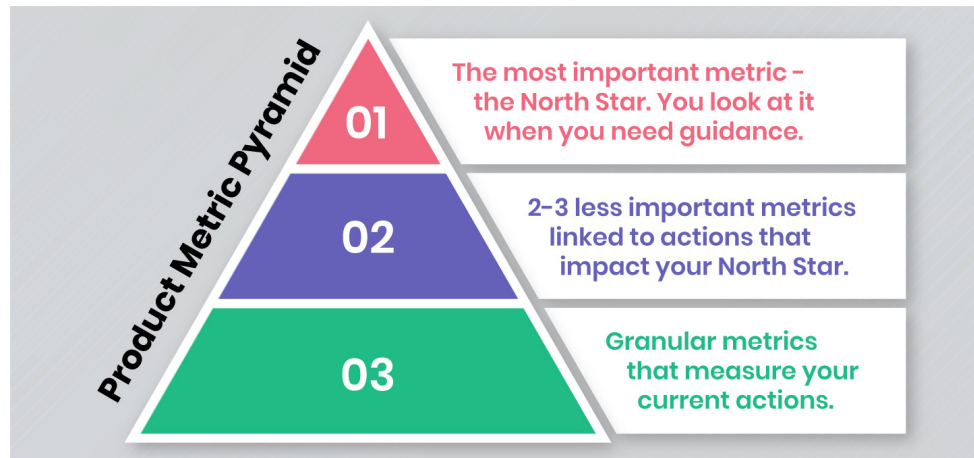 Product Metric Pyramid
01
The most important metric -
the North Star. You look at it
when you need guidance.
02
2-3 less important metrics
linked to actions that
impact your North Star.
03
Granular metrics
that measure your
current actions.